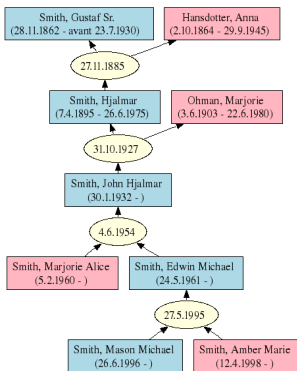 Smith, Gustaf Sr.
(28.11.1862 - avant 23.7.1930)
Hansdotter, Anna
(2.10.1864 - 29.9.1945)
27.11.1885
Smith, Hjalmar
(7.4.1895 - 26.6.1975)
Ohman, Marjorie
(3.6.1903 - 22.6.1980)
31.10.1927
Smith, John Hjalmar
(30.1.1932 - )
4.6.1954
Smith, Marjorie Alice
(5.2.1960 - )
Smith, Edwin Michael
(24.5.1961 - )
27.5.1995
Smith, Mason Michael
(26.6.1996 - )
Smith, Amber Marie
(12.4.1998 - )